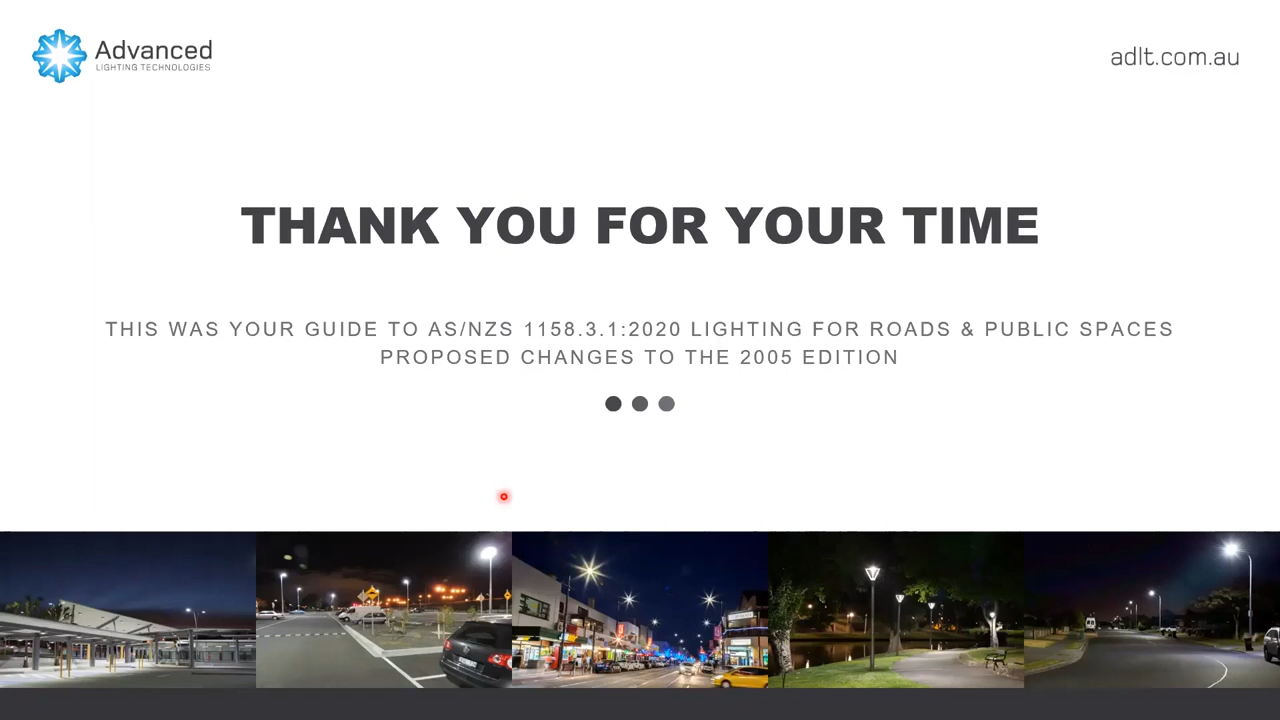 Advanced
LIGHTING TECHNOLOGIES
adlt.com.au
THANK YOU FOR YOUR TIME
THIS WAS YOUR GUIDE TO AS/NZS 1158.3.1:2020 LIGHTING FOR ROADS & PUBLIC SPACES
PROPOSED CHANGES TO THE 2005 EDITION